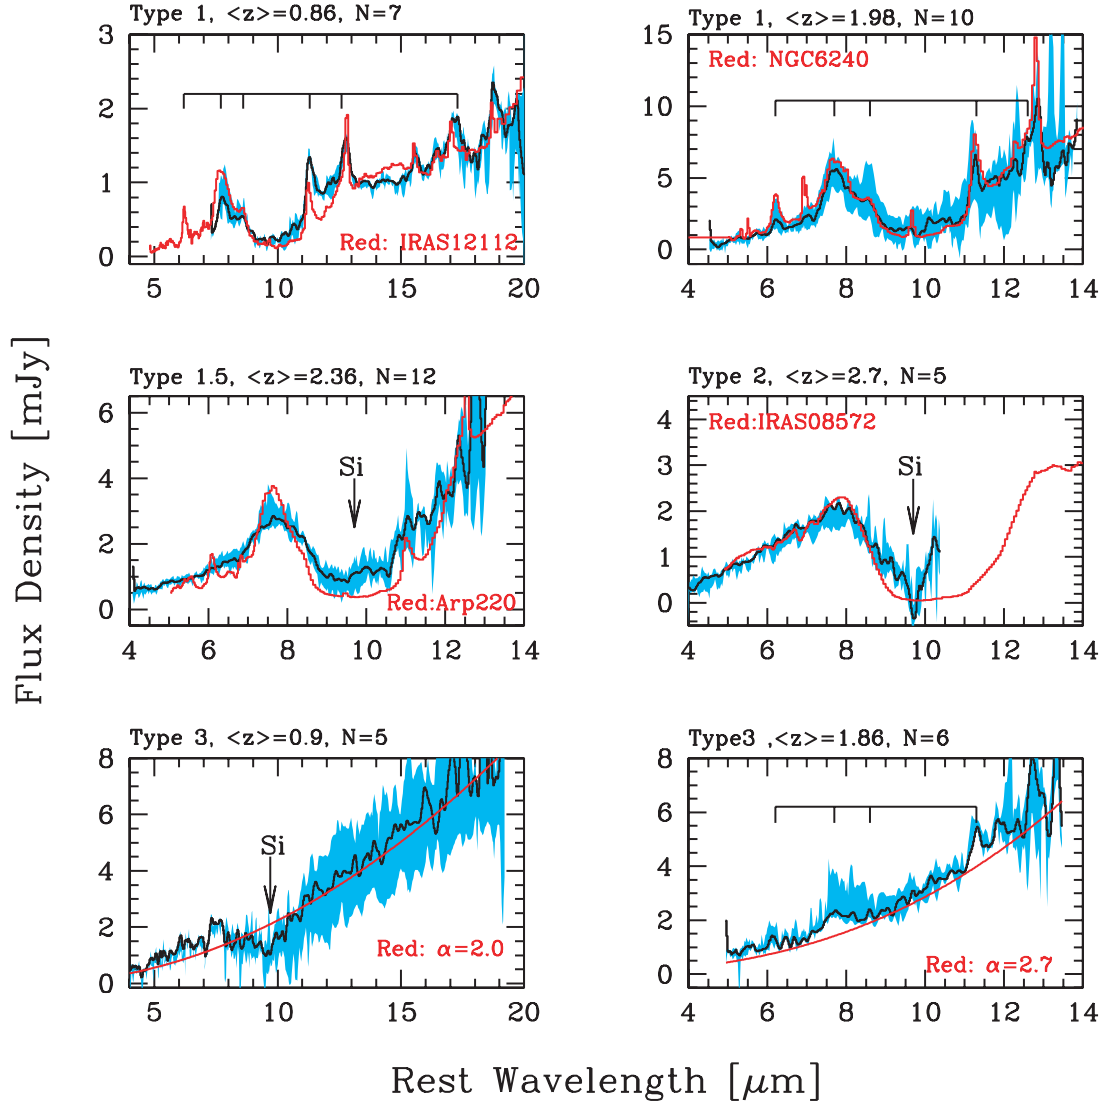 Type 1, <z>=0.86, N=7
Type 1, <z>=1.98, N=10
3
2
1
0
Red: IRAS12112
5 10 15 20
15
10
5
0
Red: NGC6240
4 6 8 10 12 14
Type 1.5, <z>=2.36, N=12
Type 2, <z>=2.7, N=5
6
4
2
0
Si
Red:Arp220
4 6 8 10 12 14
4
3
2
1
0
Red:IRAS08572
Si
4 6 8 10 12 14
Type 3, <z>=0.9, N=5
Type3 ,<z>=1.86, N=6
8
6
4
2
0
Si
Red: α=2.0
5 10 15 20
8
6
4
2
0
Red: α=2.7
4 6 8 10 12 14
Flux Density [mJy]
Rest Wavelength [μm]